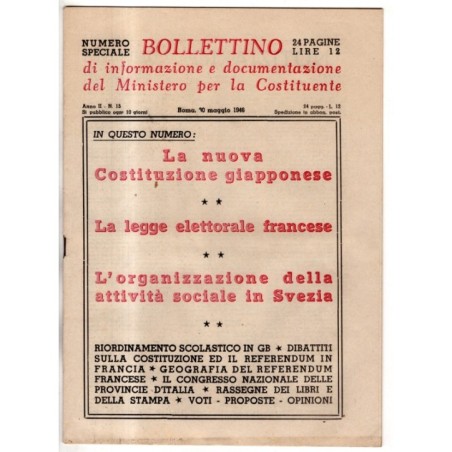 NUMERO SPECIALE
BOLLETTINO
24 PAGINE LIRE 12
di informazione e documentazione
del Ministero per la Costituente
Anno II - N. 15
Si pubblica ogni 10 giorni
Roma, maggio 1946
24 pagg. - L. 12
Spedizione in abbon. post.
IN QUESTO NUMERO:
La nuova
Costituzione giapponese
★ ★
La legge elettorale francese
★ ★
L'organizzazione della
attività sociale in Svezia
★ ★
RIORDINAMENTO SCOLASTICO IN GB ★ DIBATTITI
SULLA COSTITUZIONE ED IL REFERENDUM IN
FRANCIA ★ GEOGRAFIA DEL REFERENDUM
FRANCESE ★ IL CONGRESSO NAZIONALE DELLE
PROVINCIE D'ITALIA ★ RASSEGNE DEI LIBRI E
DELLA STAMPA ★ VOTI - PROPOSTE - OPINIONI